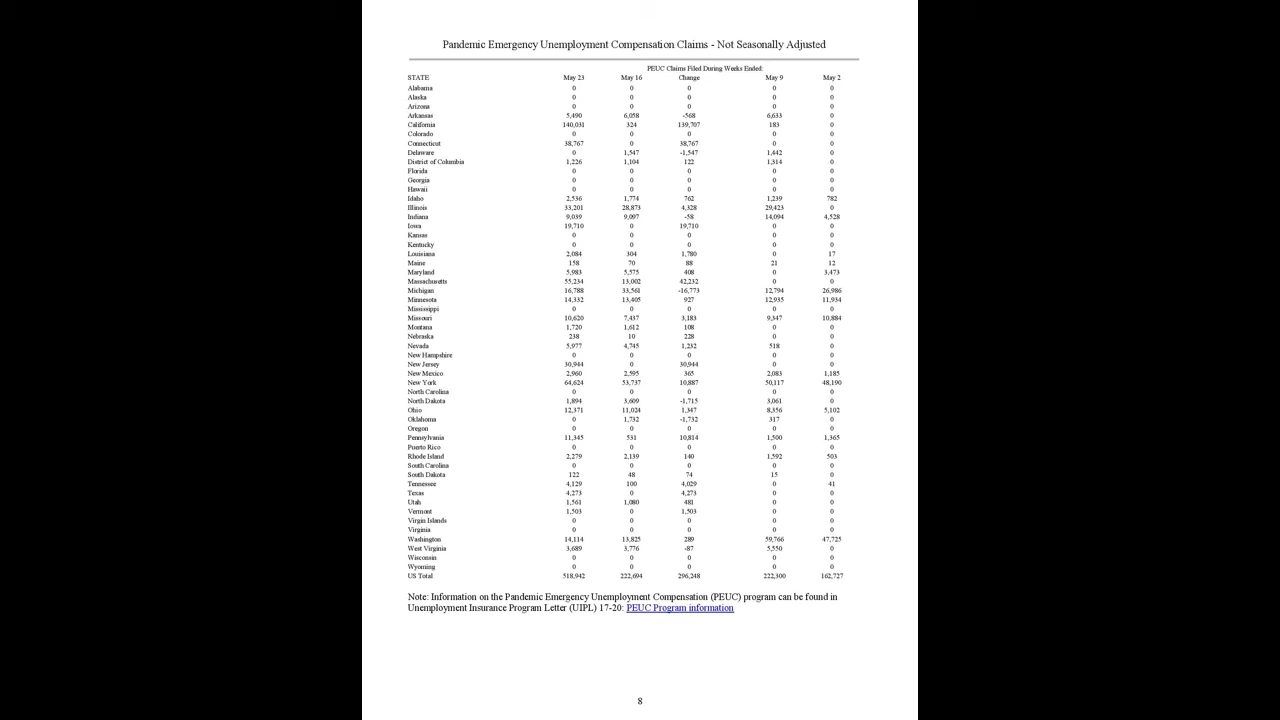 Pandemic Emergency Unemployment Compensation Claims - Not Seasonally Adjusted
PEUC Claims Filed During Weeks Ended:
STATE May 23 May 16 Change May 9 May 2
Alabama 0 0 0 0 0
Alaska 0 0 0 0 0
Arizona 0 0 0 0 0
Arkansas 5,490 6,058 -568 6,633 0
California 140,031 324 139,707 183 0
Colorado 0 0 0 0 0
Connecticut 38,767 0 38,767 0 0
Delaware 0 1,547 -1,547 1,442 0
District of Columbia 1,226 1,104 122 1,314 0
Florida 0 0 0 0 0
Georgia 0 0 0 0 0
Hawaii 0 0 0 0 0
Idaho 2,536 1,774 762 1,239 782
Illinois 33,201 28,873 4,328 29,423 0
Indiana 9,039 9,097 -58 14,094 4,528
Iowa 19,710 0 19,710 0 0
Kansas 0 0 0 0 0
Kentucky 0 0 0 0 0
Louisiana 2,084 304 1,780 0 17
Maine 158 70 88 21 12
Maryland 5,983 5,575 408 0 3,473
Massachusetts 55,234 13,002 42,232 0 0
Michigan 16,788 33,561 -16,773 12,794 26,986
Minnesota 14,332 13,405 927 12,935 11,934
Mississippi 0 0 0 0 0
Missouri 10,620 7,437 3,183 9,347 10,884
Montana 1,720 1,612 108 0 0
Nebraska 238 10 228 0 0
Nevada 5,977 4,745 1,232 518 0
New Hampshire 0 0 0 0 0
New Jersey 30,944 0 30,944 0 0
New Mexico 2,960 2,595 365 2,083 1,185
New York 64,624 53,737 10,887 50,117 48,190
North Carolina 0 0 0 0 0
North Dakota 1,894 3,609 -1,715 3,061 0
Ohio 12,371 11,024 1,347 8,356 5,102
Oklahoma 0 1,732 -1,732 317 0
Oregon 0 0 0 0 0
Pennsylvania 11,345 531 10,814 1,500 1,365
Puerto Rico 0 0 0 0 0
Rhode Island 2,279 2,139 140 1,592 503
South Carolina 0 0 0 0 0
South Dakota 122 48 74 15 0
Tennessee 4,129 100 4,029 0 41
Texas 4,273 0 4,273 0 0
Utah 1,561 1,080 481 0 0
Vermont 1,503 0 1,503 0 0
Virgin Islands 0 0 0 0 0
Virginia 0 0 0 0 0
Washington 14,114 13,825 289 59,766 47,725
West Virginia 3,689 3,776 -87 5,550 0
Wisconsin 0 0 0 0 0
Wyoming 0 0 0 0 0
US Total 518,942 222,694 296,248 222,300 162,727
Note: Information on the Pandemic Emergency Unemployment Compensation (PEUC) program can be found in
Unemployment Insurance Program Letter (UIPL) 17-20: PEUC Program information
8